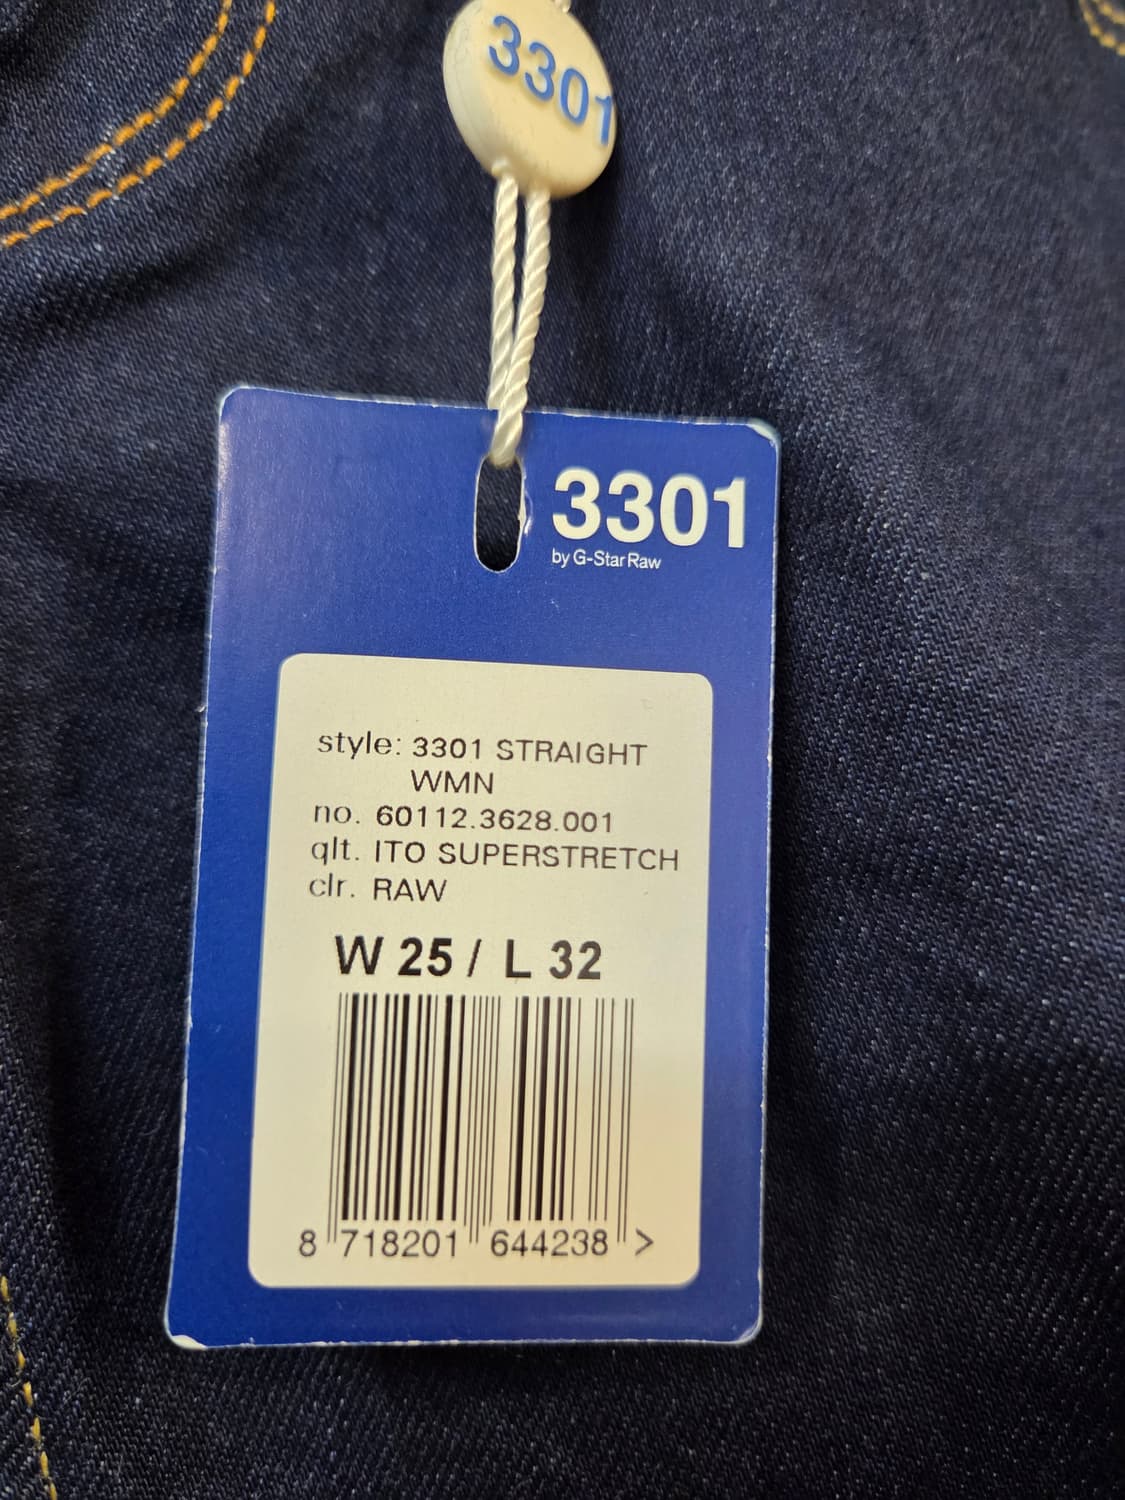 3301
3301
by G-Star Raw
style: 3301 STRAIGHT
WMN
no. 60112.3628.001
qlt. ITO SUPERSTRETCH
clr. RAW
W 25 / L 32
8 718201 644238 >